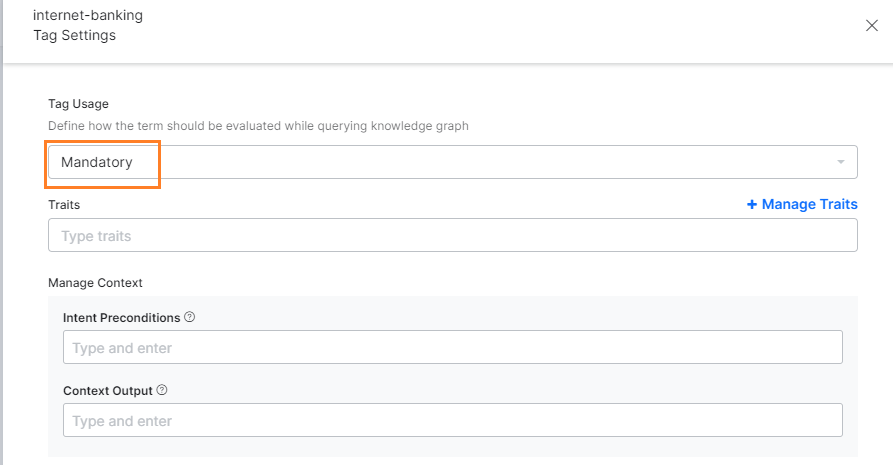 internet-banking
Tag Settings
Tag Usage
Define how the term should be evaluated while querying knowledge graph
Mandatory
Traits
+ Manage Traits
Type traits
Manage Context
Intent Preconditions ?
Type and enter
Context Output ?
Type and enter